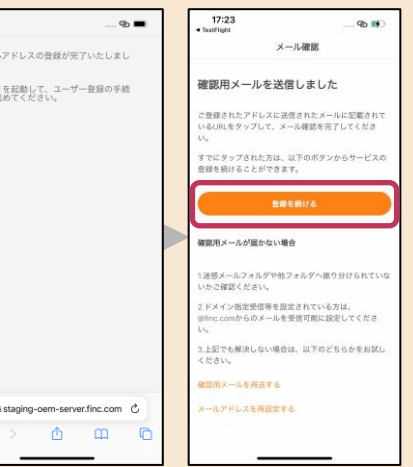 ルアドレスの登録が完了いたしまし
を起動して、ユーザー登録の手続
めてください。
staging-oem-server.finc.com
17:23
◀ TestFlight
メール確認
確認用メールを送信しました
ご登録されたアドレスに送信されたメールに記載されて
いるURLをタップして、メール確認を完了してくださ
い。
すでにタップされた方は、以下のボタンからサービスの
登録を続けることができます。
登録を続ける
確認用メールが届かない場合
1.迷惑メールフォルダや他フォルダへ振り分けられていな
いかご確認ください。
2.ドメイン指定受信等を設定されている方は、
@finc.comからのメールを受信可能に設定してくださ
い。
3.上記でも解決しない場合は、以下のどちらかをお試し
ください。
確認用メールを再送する
メールアドレスを再設定する